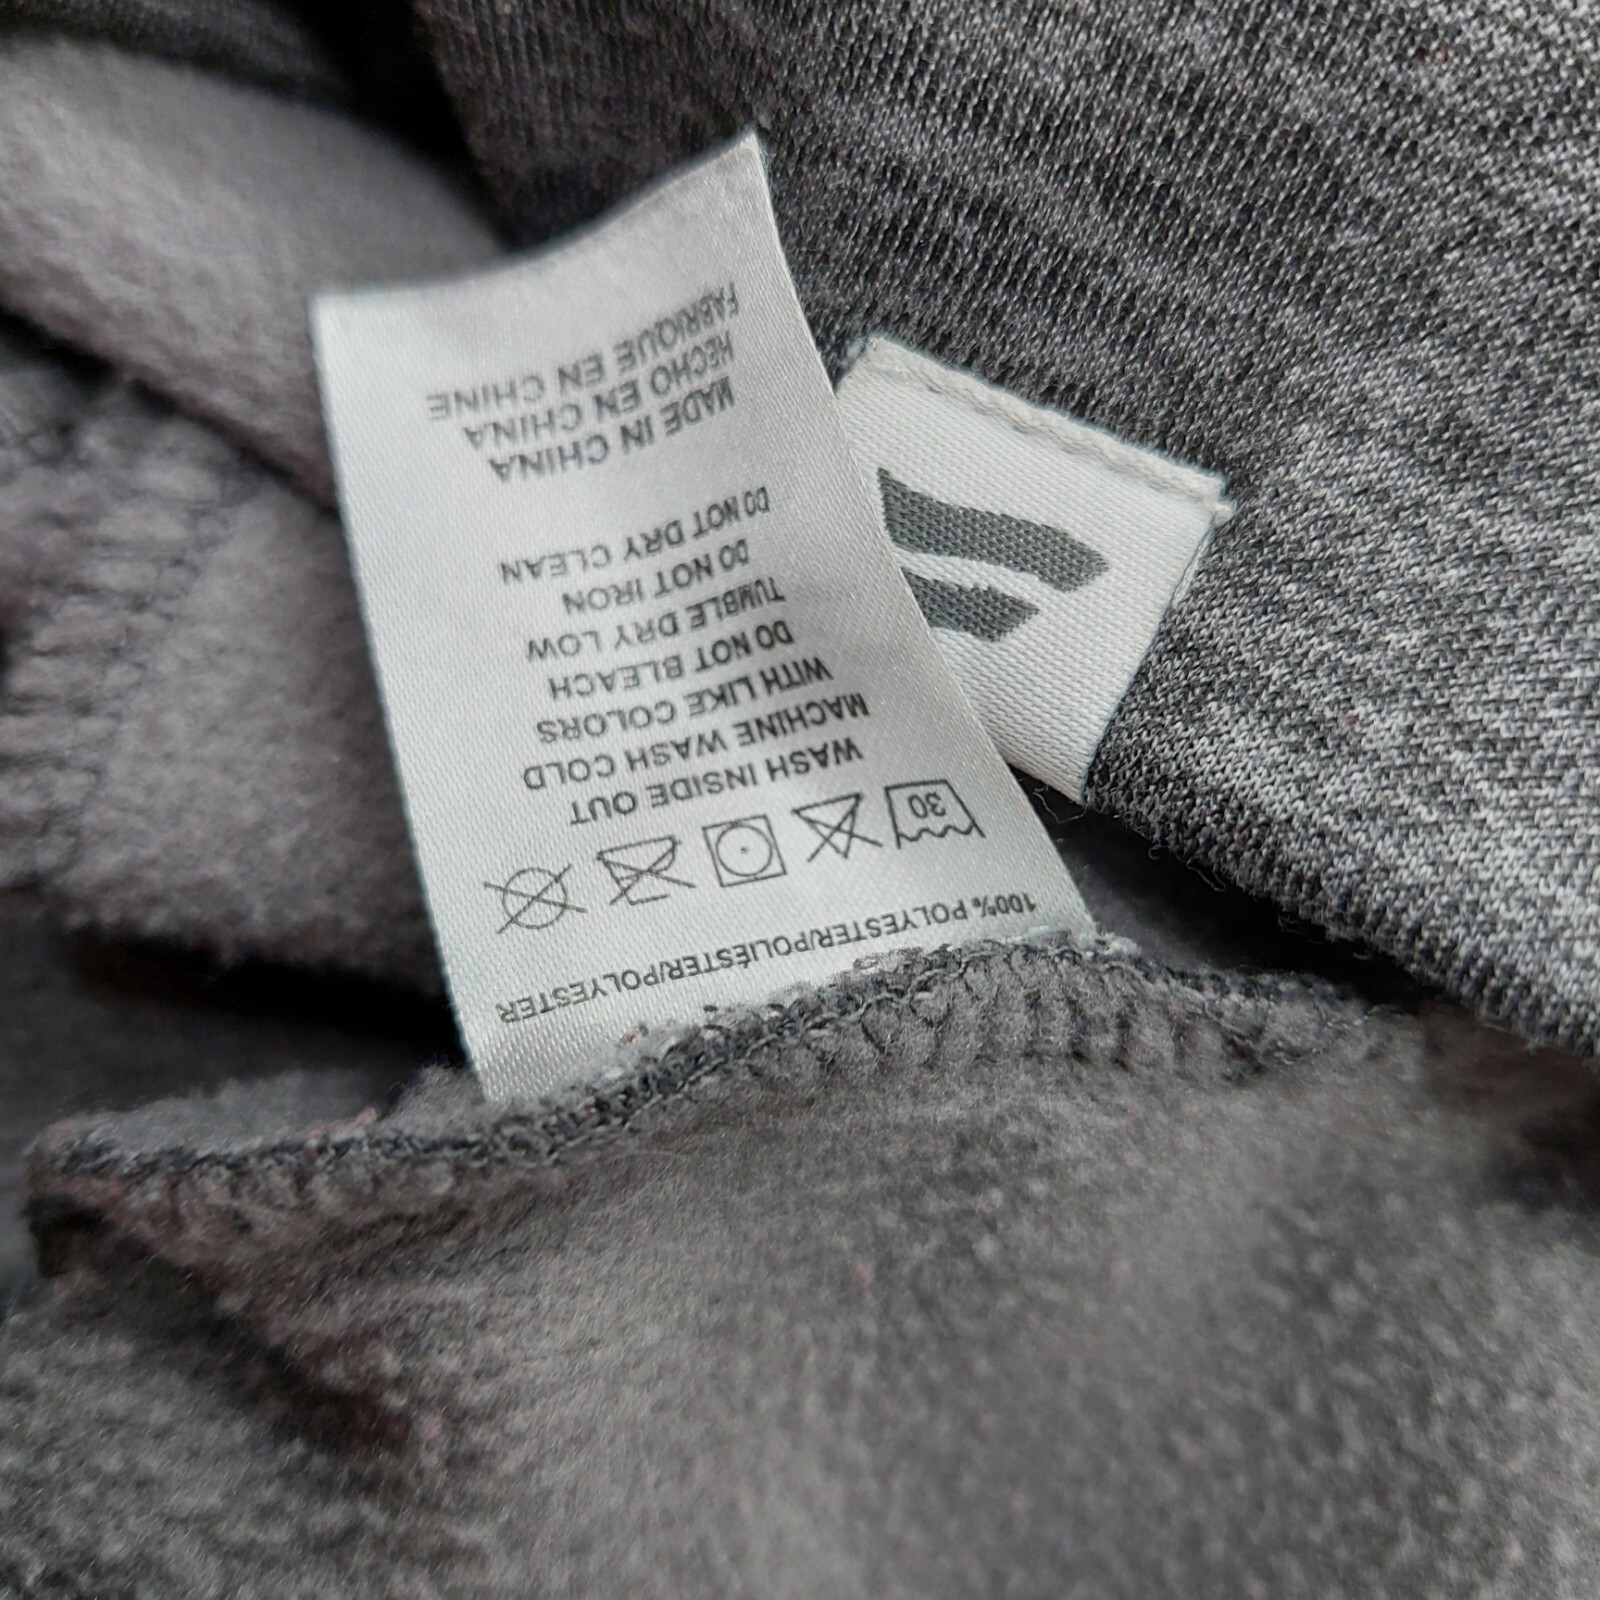 100% POLYESTER/POLIÉSTER/POLYESTER
30
WASH INSIDE OUT
MACHINE WASH COLD
WITH LIKE COLORS
DO NOT BLEACH
TUMBLE DRY LOW
DO NOT IRON
DO NOT DRY CLEAN
MADE IN CHINA
HECHO EN CHINA
FABRIQUE EN CHINE